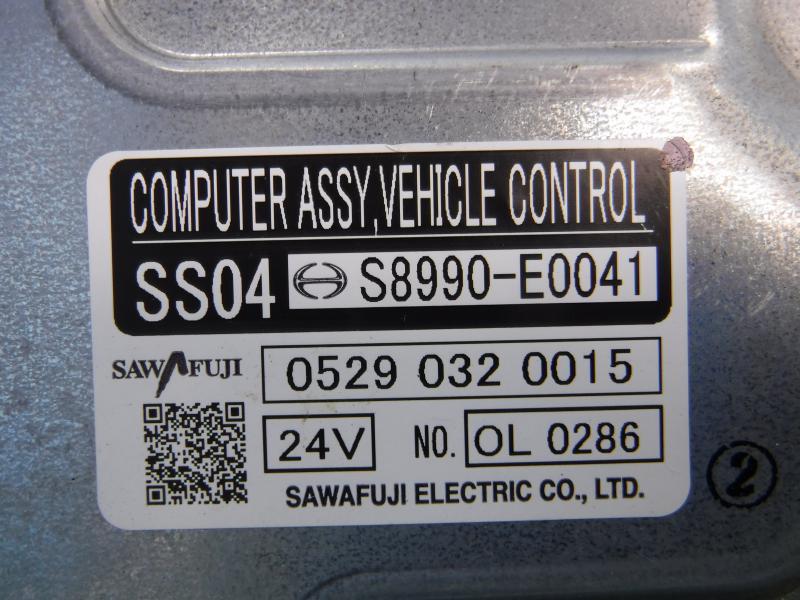 COMPUTER ASSY,VEHICLE CONTROL
SS04 S8990-E0041
SAWAFUJI 0529 032 0015
24V NO. OL 0286
SAWAFUJI ELECTRIC CO., LTD.
2